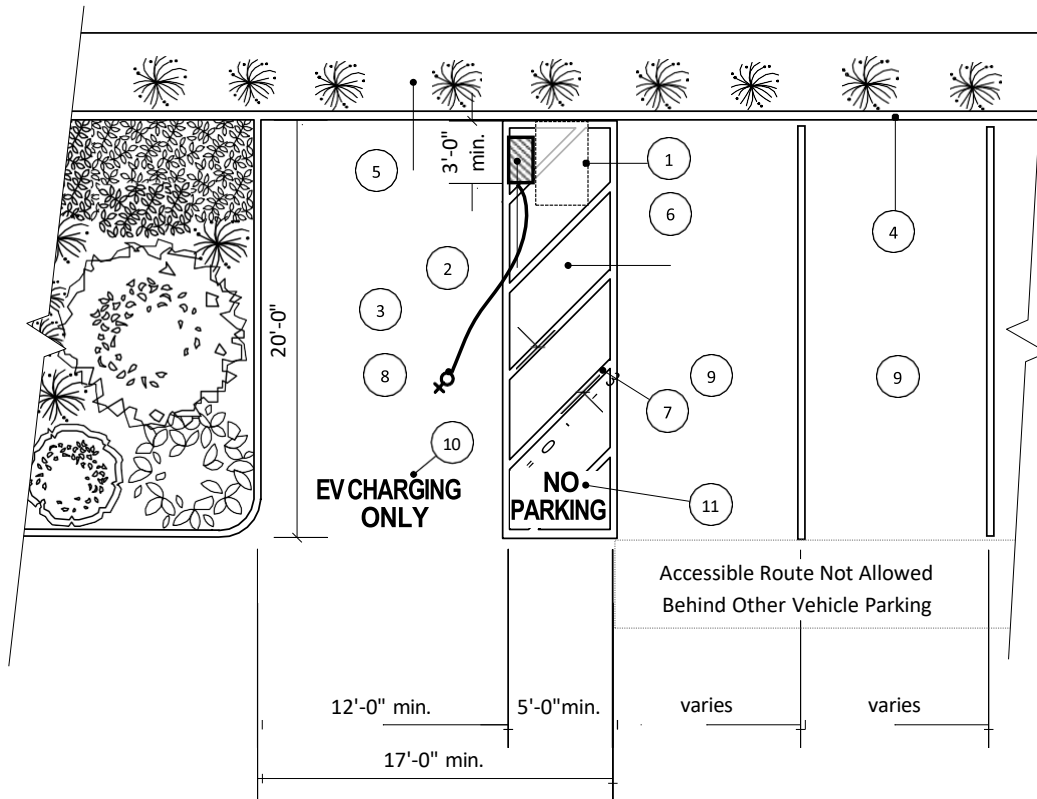 3'-0"
min.
1
5
6
4
2
3
20'-0"
8
9
9
7
10
EV CHARGING
ONLY
NO
PARKING
11
Accessible Route Not Allowed
Behind Other Vehicle Parking
12'-0" min.
5'-0"min.
varies
varies
17'-0" min.